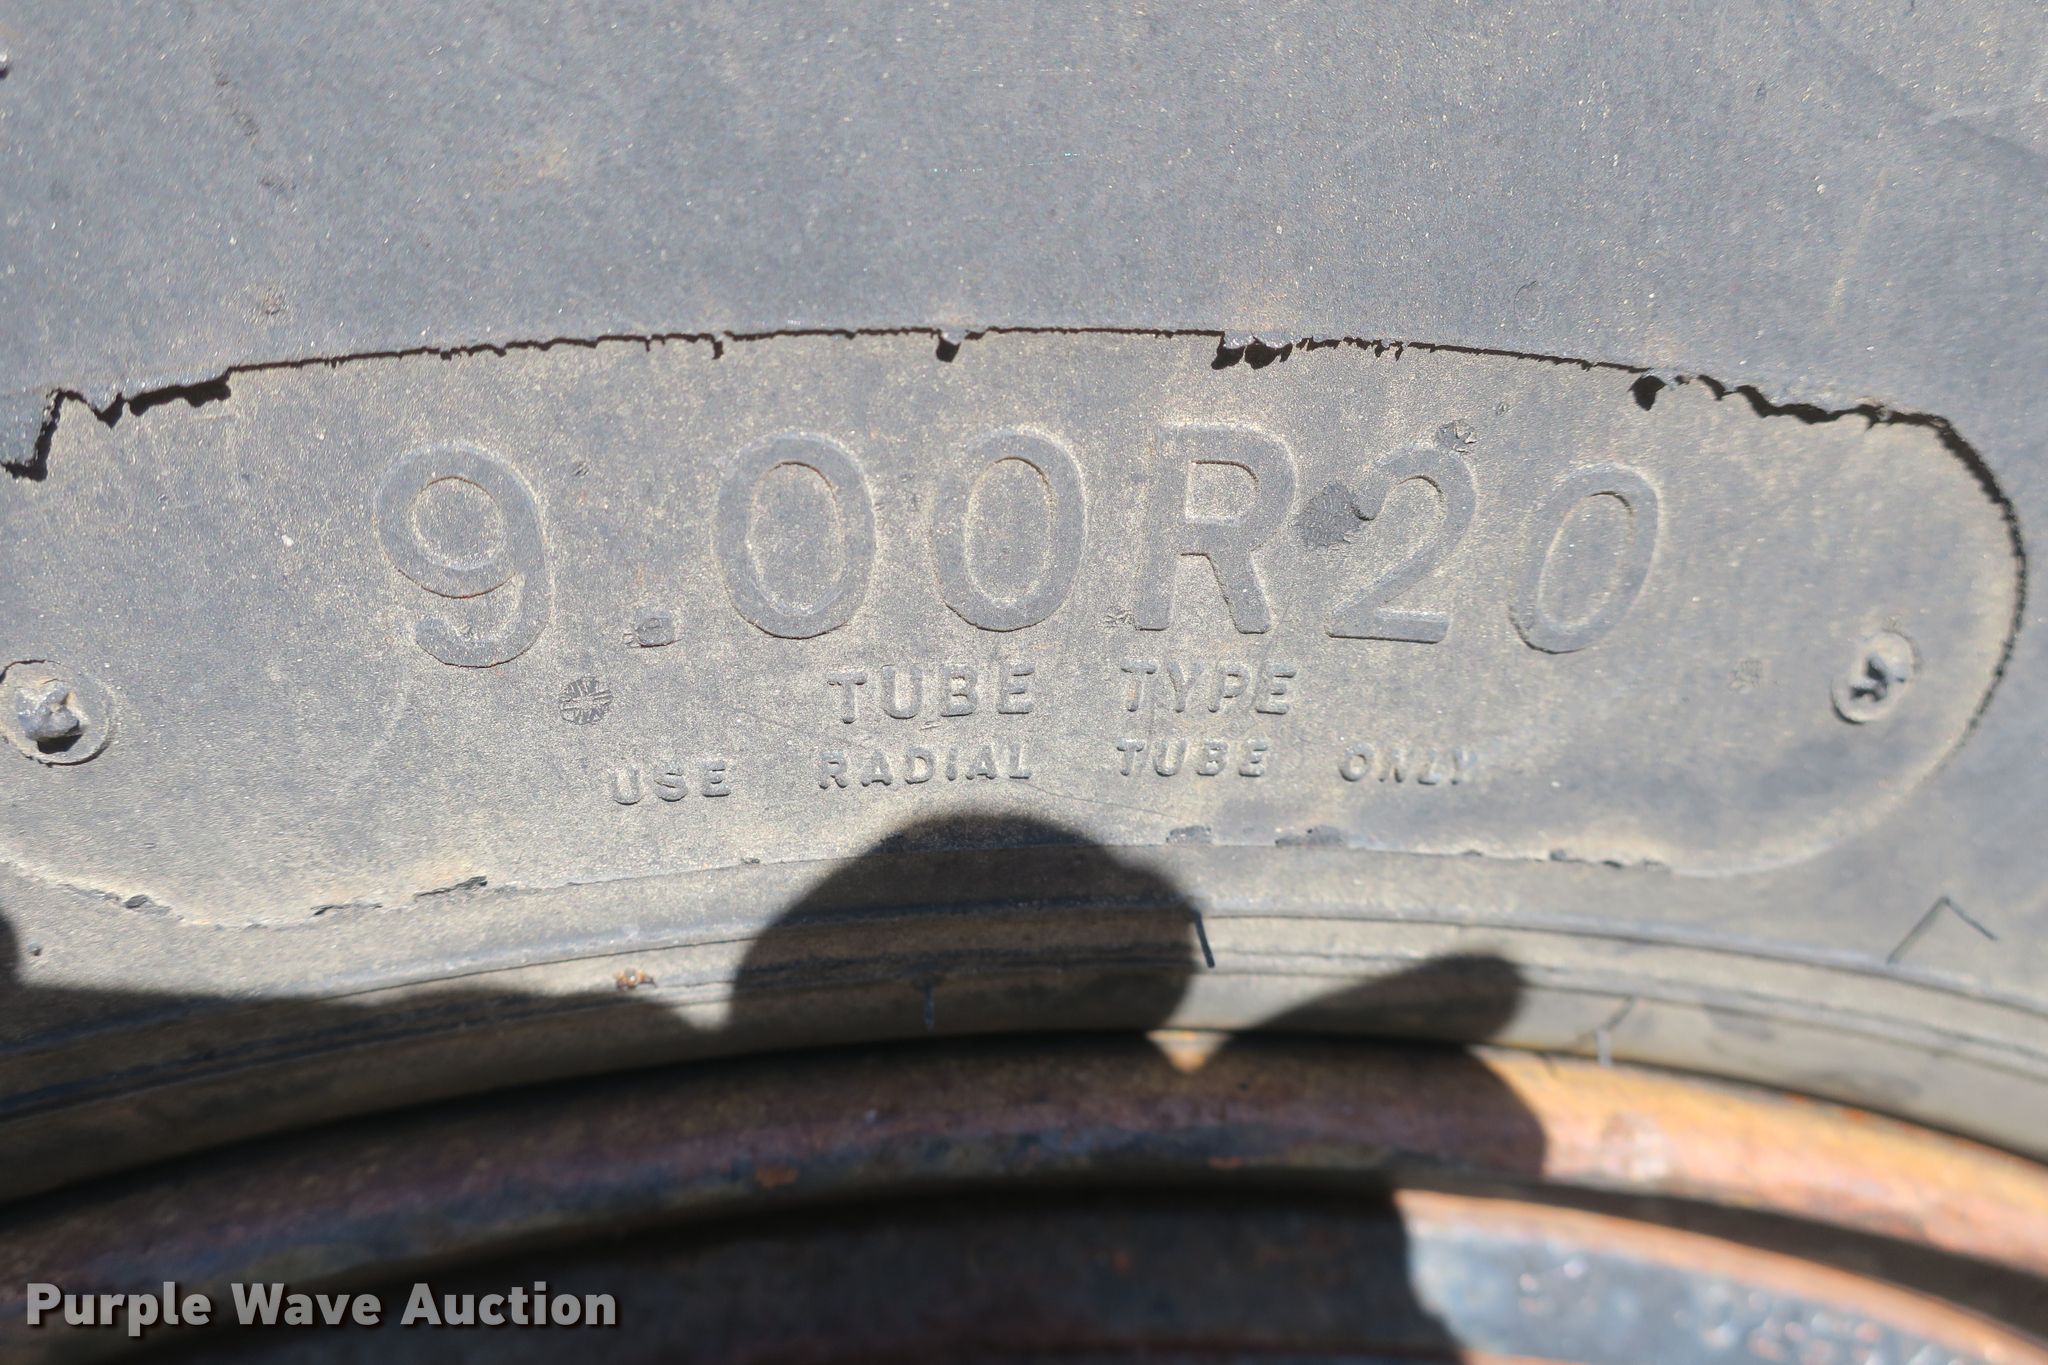 9.00R20
TUBE TYPE
USE RADIAL TUBE ONLY
Purple Wave Auction